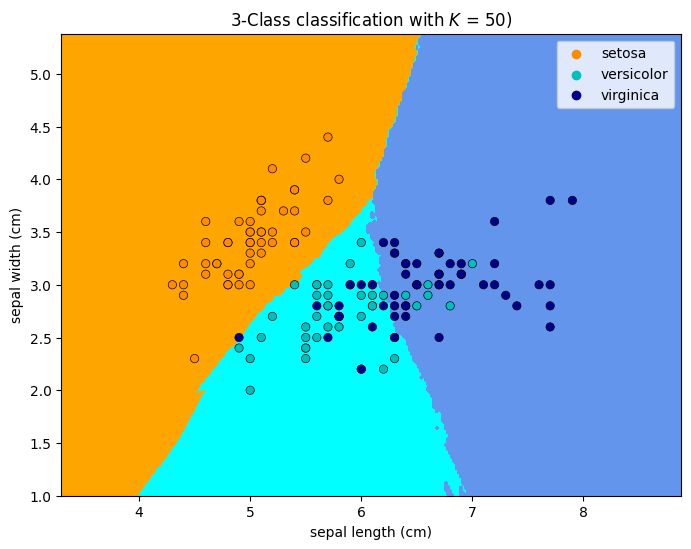 3-Class classification with K = 50)
setosa
versicolor
virginica
5.0
4.5
4.0
3.5
3.0
2.5
2.0
1.5
1.0
sepal width (cm)
4 5 6 7 8
sepal length (cm)